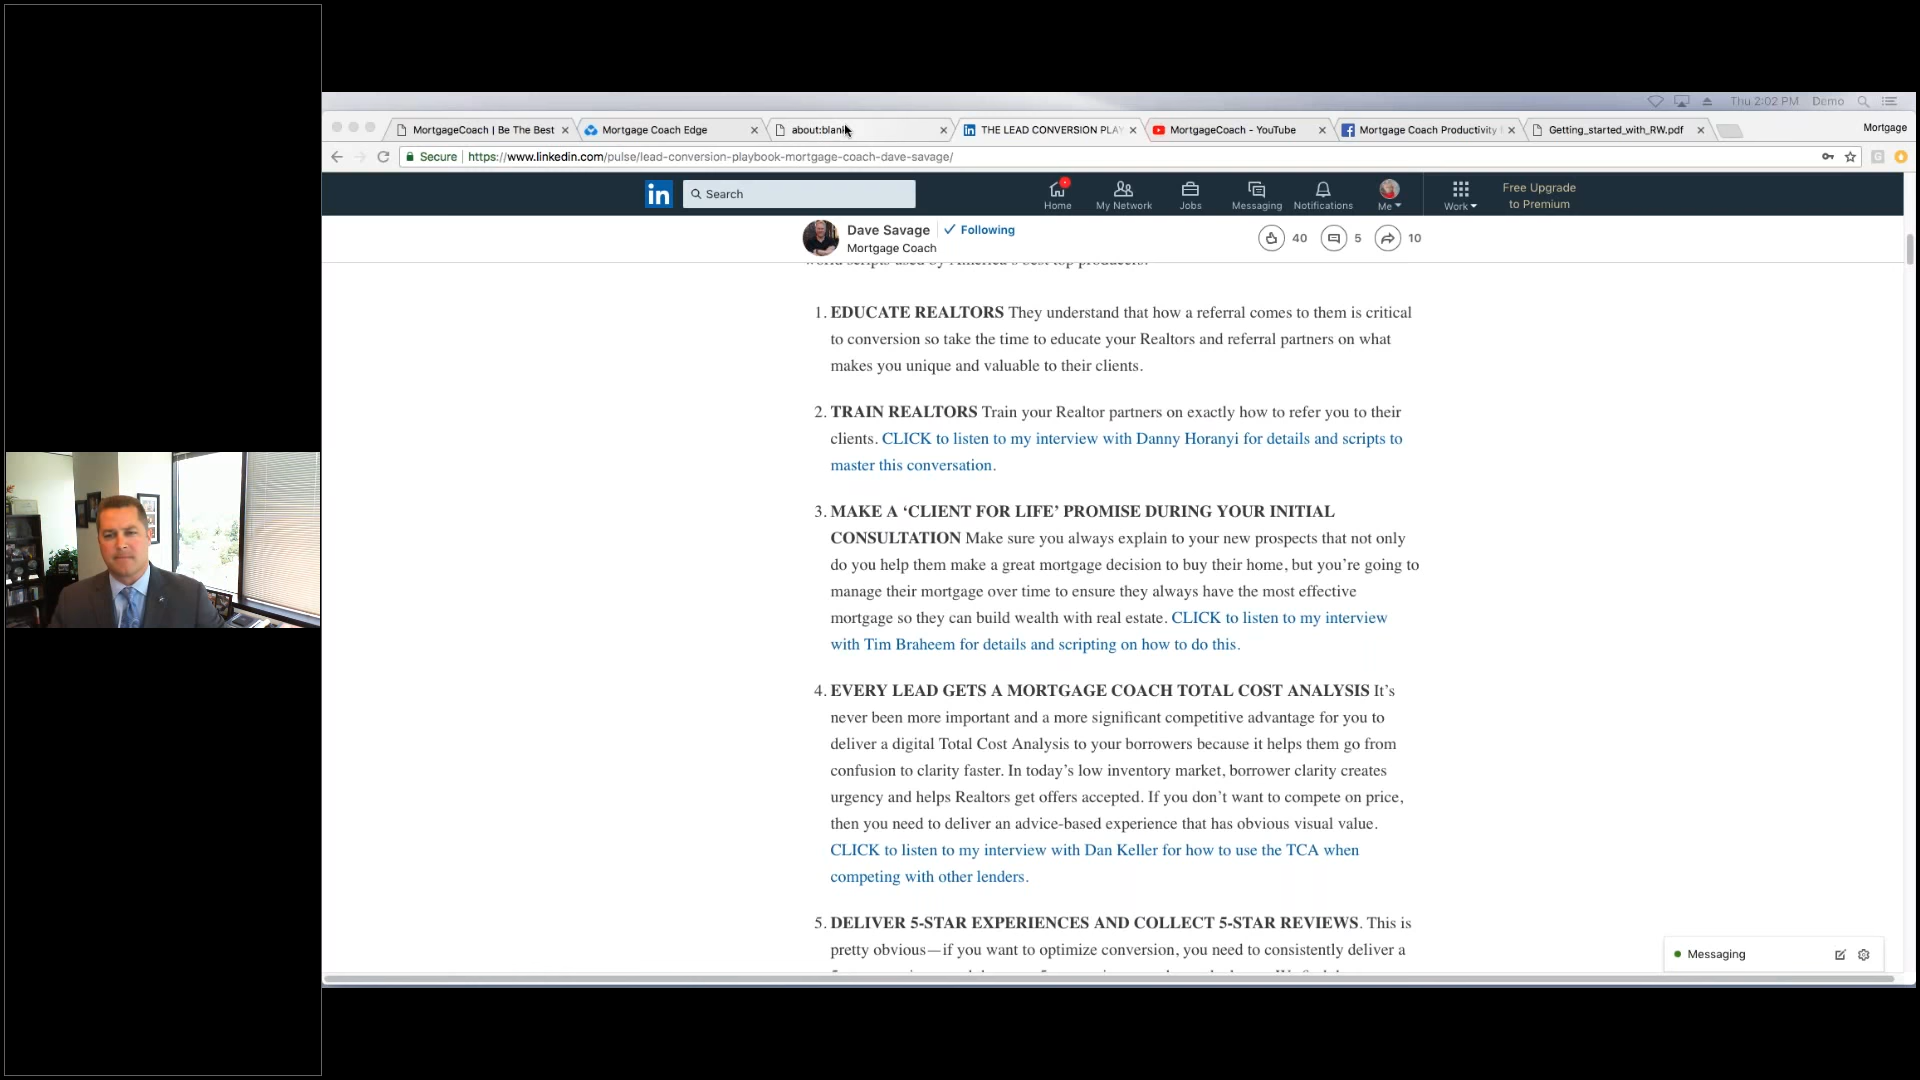 Thu 2:02 PM Demo
MortgageCoach | Be The Best
Mortgage Coach Edge
about:blank
THE LEAD CONVERSION PLAY
MortgageCoach - YouTube
Mortgage Coach Productivity
Getting_started_with_RW.pdf
Mortgage
Secure https://www.linkedin.com/pulse/lead-conversion-playbook-mortgage-coach-dave-savage/
in
Search
Home
My Network
Jobs
Messaging
Notifications
Me
Work
Free Upgrade
to Premium
Dave Savage Following
Mortgage Coach
40 5 10
world scripts used by America's best top producers.
1. EDUCATE REALTORS They understand that how a referral comes to them is critical
to conversion so take the time to educate your Realtors and referral partners on what
makes you unique and valuable to their clients.
2. TRAIN REALTORS Train your Realtor partners on exactly how to refer you to their
clients. CLICK to listen to my interview with Danny Horanyi for details and scripts to
master this conversation.
3. MAKE A ‘CLIENT FOR LIFE’ PROMISE DURING YOUR INITIAL
CONSULTATION Make sure you always explain to your new prospects that not only
do you help them make a great mortgage decision to buy their home, but you’re going to
manage their mortgage over time to ensure they always have the most effective
mortgage so they can build wealth with real estate. CLICK to listen to my interview
with Tim Braheem for details and scripting on how to do this.
4. EVERY LEAD GETS A MORTGAGE COACH TOTAL COST ANALYSIS It’s
never been more important and a more significant competitive advantage for you to
deliver a digital Total Cost Analysis to your borrowers because it helps them go from
confusion to clarity faster. In today’s low inventory market, borrower clarity creates
urgency and helps Realtors get offers accepted. If you don’t want to compete on price,
then you need to deliver an advice-based experience that has obvious visual value.
CLICK to listen to my interview with Dan Keller for how to use the TCA when
competing with other lenders.
5. DELIVER 5-STAR EXPERIENCES AND COLLECT 5-STAR REVIEWS. This is
pretty obvious—if you want to optimize conversion, you need to consistently deliver a
Messaging